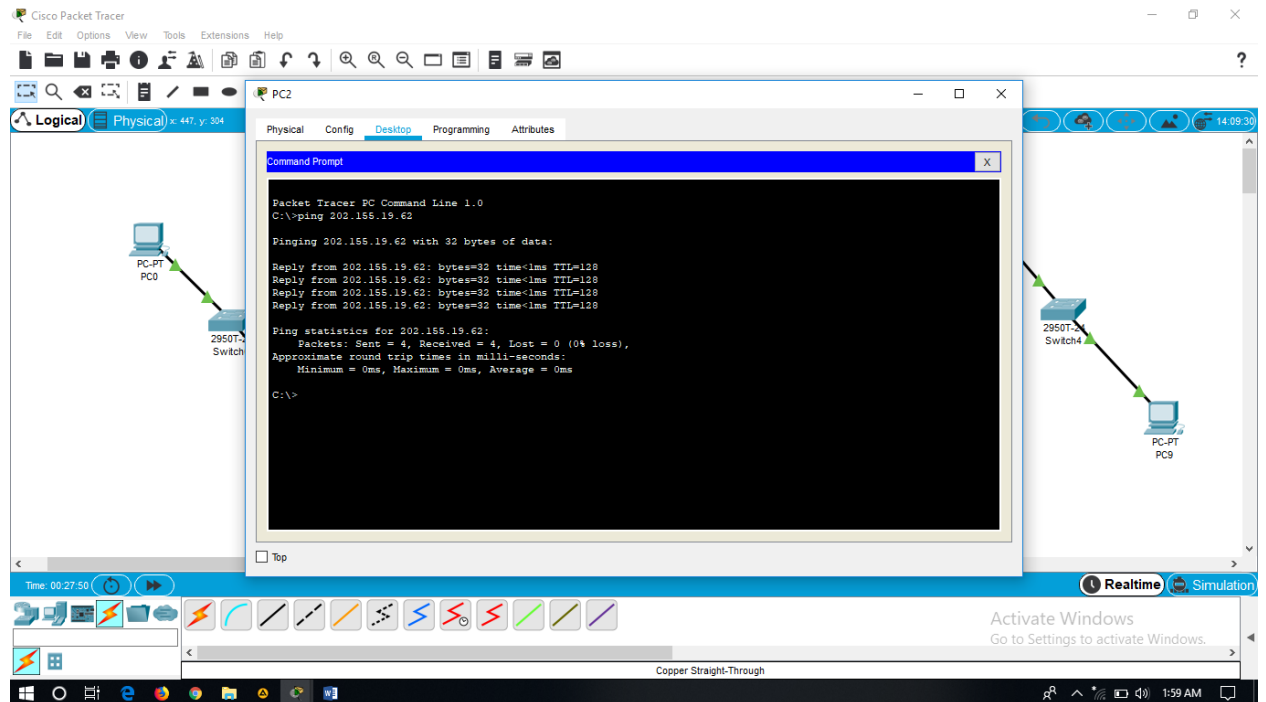 Cisco Packet Tracer
File Edit Options View Tools Extensions Help
?
PC2
Logical Physical x: 447, y: 304
14:09:30
Physical Config Desktop Programming Attributes
Command Prompt
X
Packet Tracer PC Command Line 1.0
C:\>ping 202.155.19.62
Pinging 202.155.19.62 with 32 bytes of data:
Reply from 202.155.19.62: bytes=32 time<1ms TTL=128
Reply from 202.155.19.62: bytes=32 time<1ms TTL=128
Reply from 202.155.19.62: bytes=32 time<1ms TTL=128
Reply from 202.155.19.62: bytes=32 time<1ms TTL=128
Ping statistics for 202.155.19.62:
Packets: Sent = 4, Received = 4, Lost = 0 (0% loss),
Approximate round trip times in milli-seconds:
Minimum = 0ms, Maximum = 0ms, Average = 0ms
C:\>
PC-PT
PC0
2950T-2
Switch
2950T-24
Switch4
PC-PT
PC9
Top
Time: 00:27:50
Realtime Simulation
Activate Windows
Go to Settings to activate Windows.
Copper Straight-Through
1:59 AM